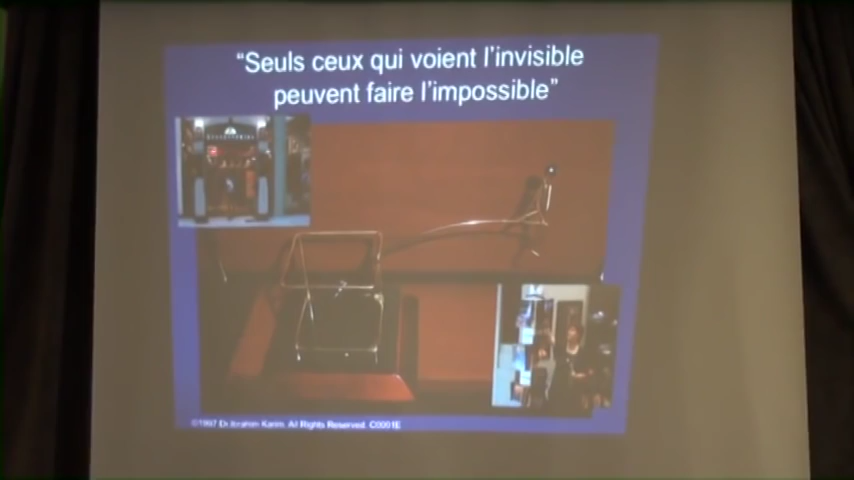 “Seuls ceux qui voient l’invisible
peuvent faire l’impossible”
©1997 Dr.Ibrahim Karim. All Rights Reserved. C0001E